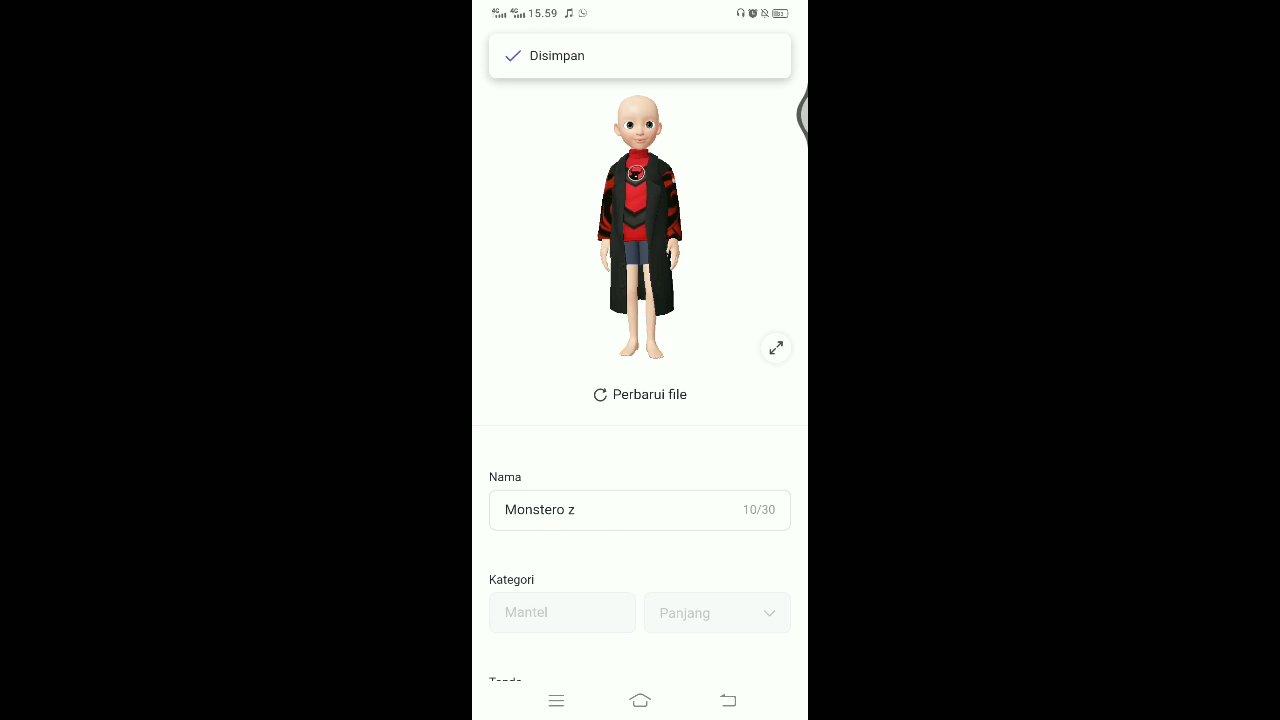 15.59
Disimpan
Perbarui file
Nama
Monstero z 10/30
Kategori
Mantel Panjang